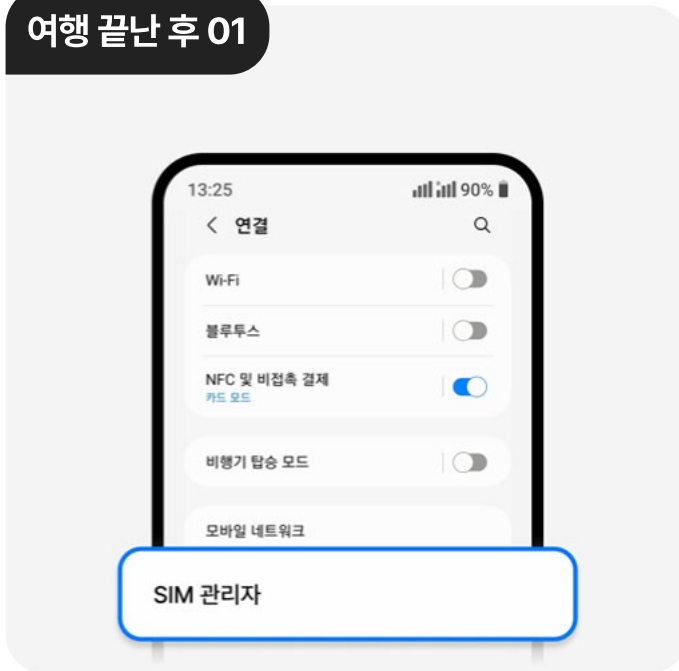 여행 끝난 후 01
13:25
90%
연결
Wi-Fi
블루투스
NFC 및 비접촉 결제
카드 모드
비행기 탑승 모드
모바일 네트워크
SIM 관리자